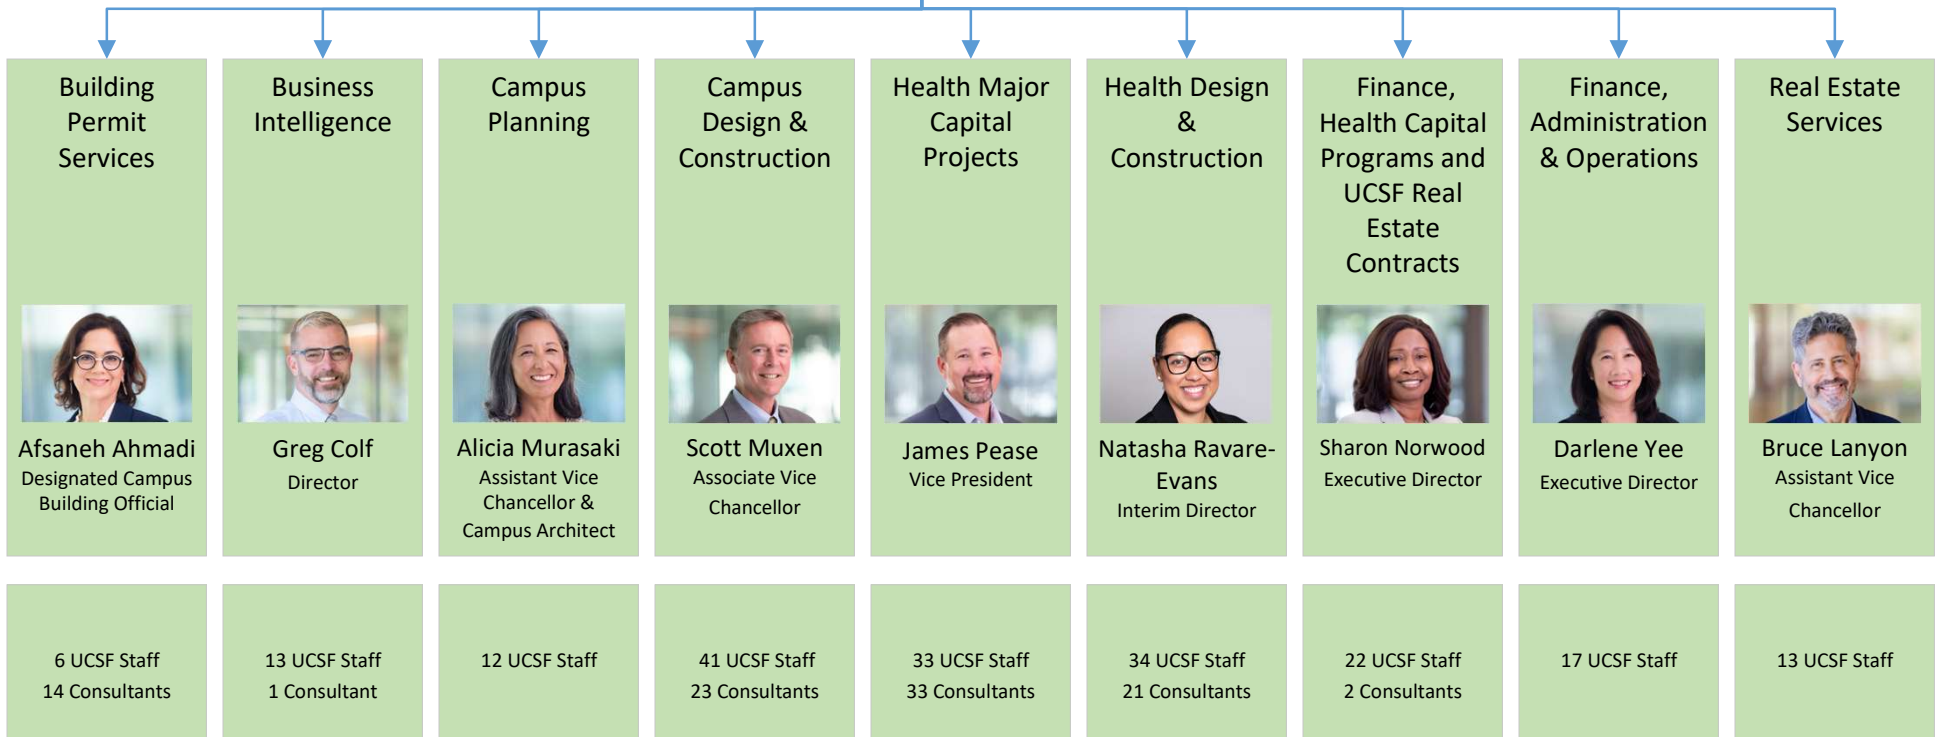 Building
Permit
Services
Afsaneh Ahmadi
Designated Campus
Building Official
6 UCSF Staff
14 Consultants
Business
Intelligence
Greg Colf
Director
13 UCSF Staff
1 Consultant
Campus
Planning
Alicia Murasaki
Assistant Vice
Chancellor &
Campus Architect
12 UCSF Staff
Campus
Design &
Construction
Scott Muxen
Associate Vice
Chancellor
41 UCSF Staff
23 Consultants
Health Major
Capital
Projects
James Pease
Vice President
33 UCSF Staff
33 Consultants
Health Design
&
Construction
Natasha Ravare-
Evans
Interim Director
34 UCSF Staff
21 Consultants
Finance,
Health Capital
Programs and
UCSF Real
Estate
Contracts
Sharon Norwood
Executive Director
22 UCSF Staff
2 Consultants
Finance,
Administration
& Operations
Darlene Yee
Executive Director
17 UCSF Staff
Real Estate
Services
Bruce Lanyon
Assistant Vice
Chancellor
13 UCSF Staff